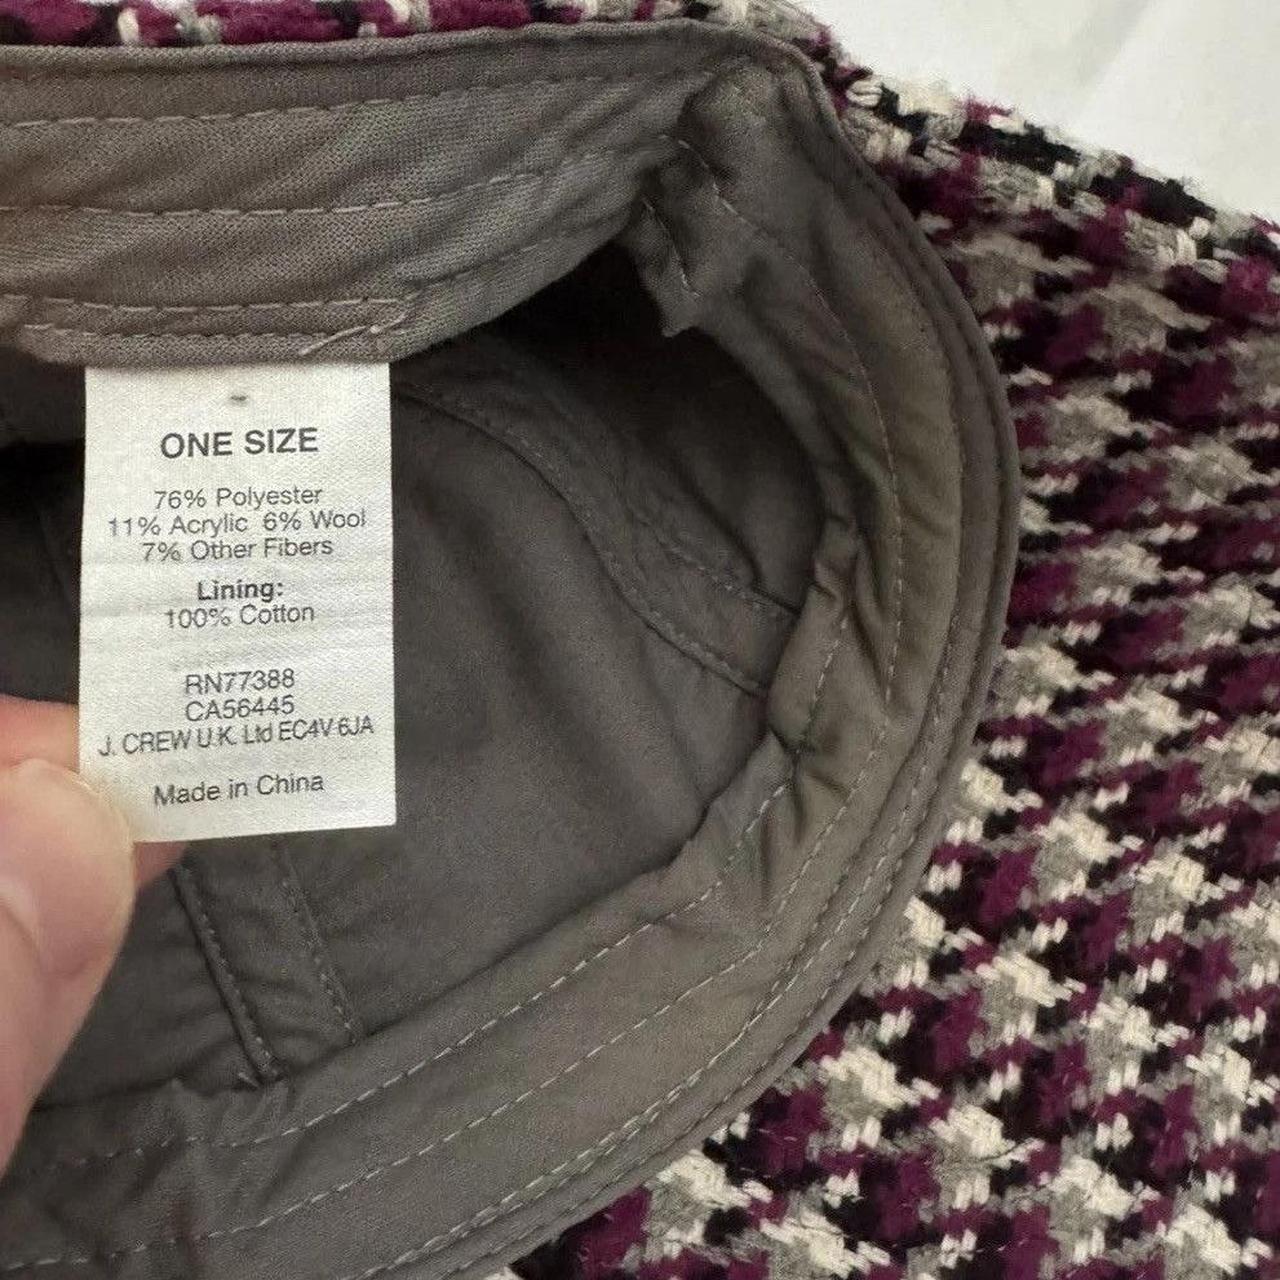 ONE SIZE
76% Polyester
11% Acrylic 6% Wool
7% Other Fibers
Lining:
100% Cotton
RN77388
CA56445
J. CREW U.K. Ltd EC4V 6JA
Made in China